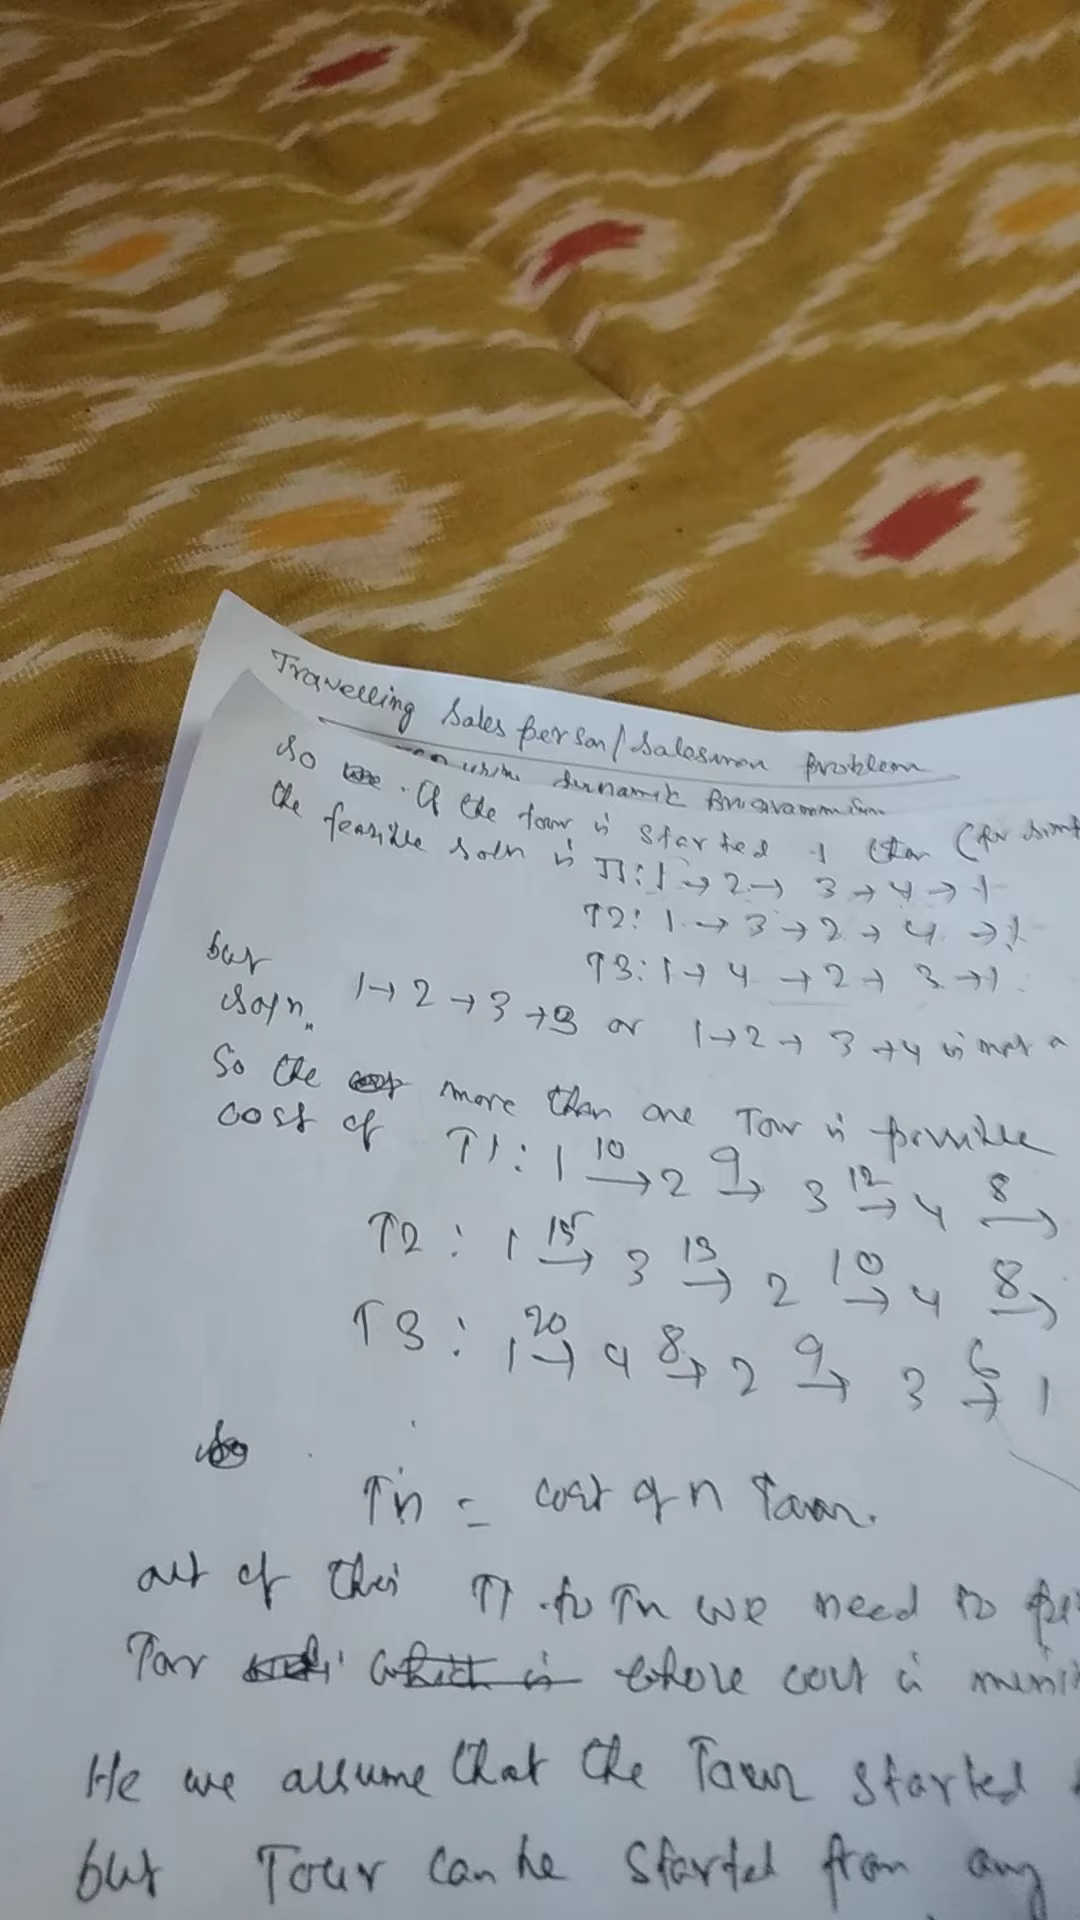 Travelling Sales person/Salesman Problem
using dynamic Programming
So . If the tour is started 1 then (for
the feasible soln is T1: 1 → 2 → 3 → 4 → 1
T2: 1 → 3 → 2 → 4 → 1
T3: 1 → 4 → 2 → 3 → 1
but 1 → 2 → 3 → 3 or 1 → 2 → 3 → 4 is not a
soln.
So the more than one Tour is possible
cost of T1: 1 10→ 2 9→ 3 12→ 4 8→
T2: 1 15→ 3 13→ 2 10→ 4 8→
T3: 1 20→ 4 8→ 2 9→ 3 6→ 1
Tn = cost of n Tour.
out of this T1 to Tn we need to
Tour whose cost is
He we assume that the Tour started
but Tour can be started from any